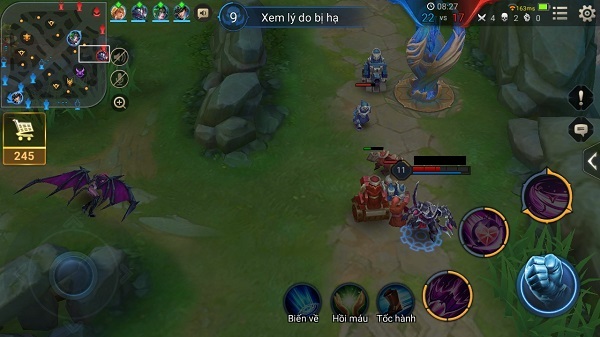 9 Xem lý do bị hạ
08:27 163ms
22 vs 17 4 2 0
245
11
Biến về Hồi máu Tốc hành